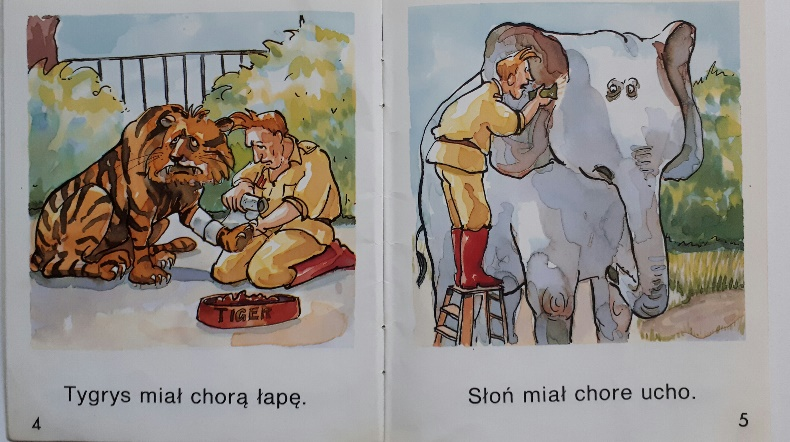 TIGER
Tygrys miał chorą łapę.
4
Słoń miał chore ucho.
5